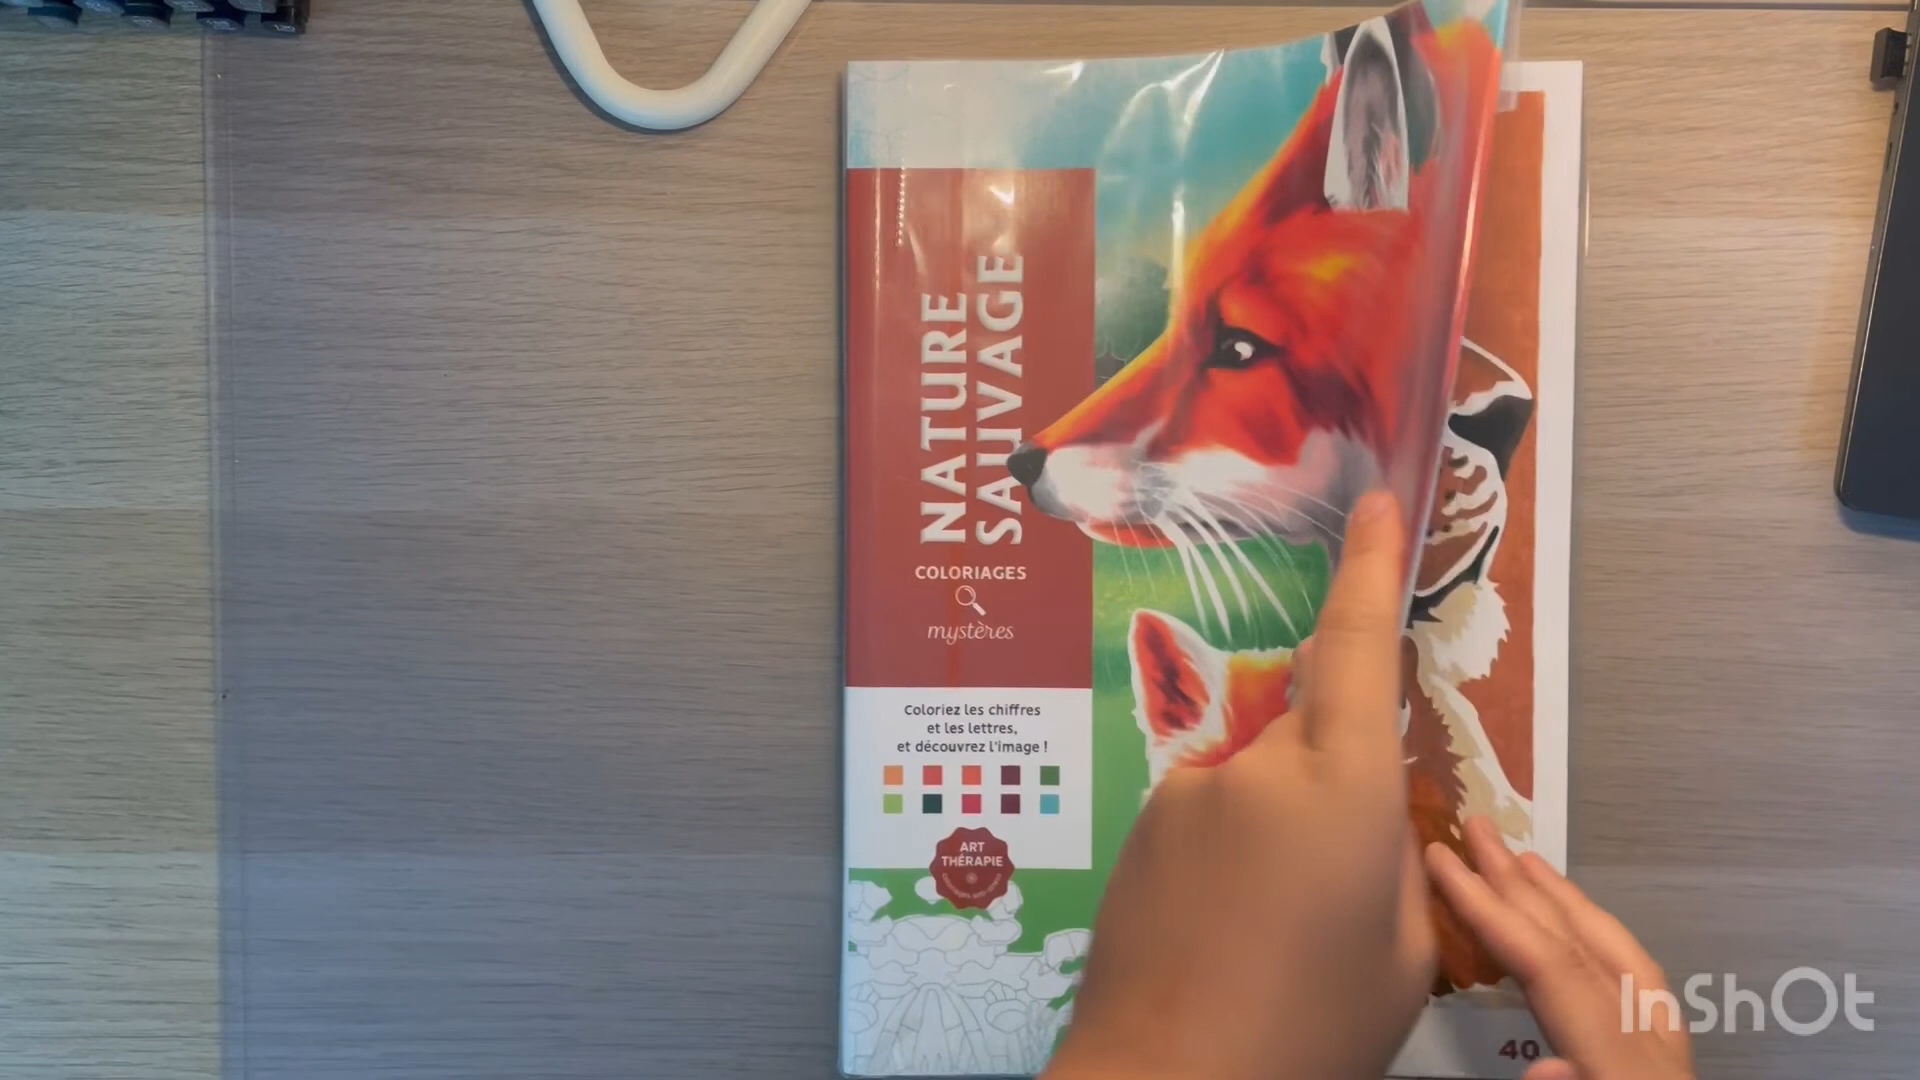 NATURE
SAUVAGE
COLORIAGES
mystères
Coloriez les chiffres
et les lettres,
et découvrez l'image !
ART
THÉRAPIE
40
InShOt